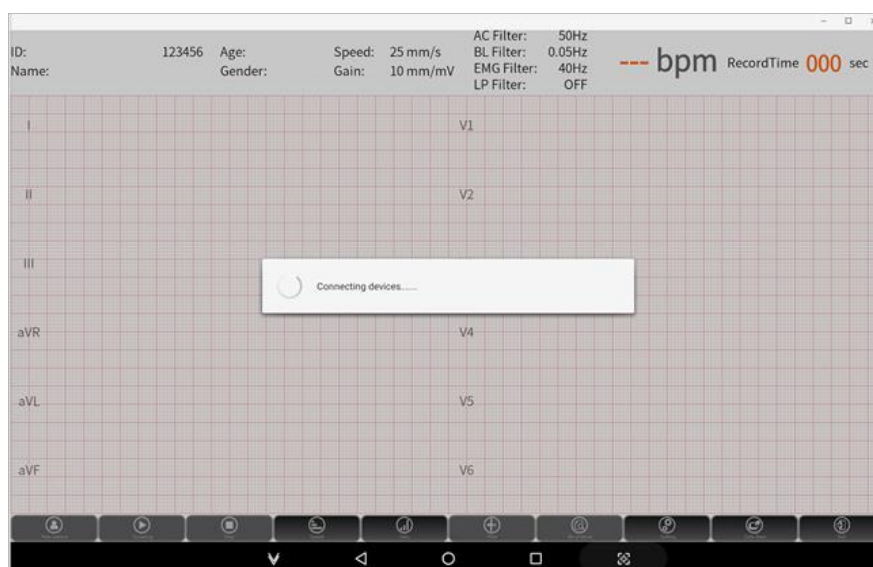 ID: 123456
Name:
Age:
Gender:
Speed: 25 mm/s
Gain: 10 mm/mV
AC Filter: 50Hz
BL Filter: 0.05Hz
EMG Filter: 40Hz
LP Filter: OFF
--- bpm
RecordTime 000 sec
I
V1
II
V2
III
Connecting devices......
aVR
V4
aVL
V5
aVF
V6